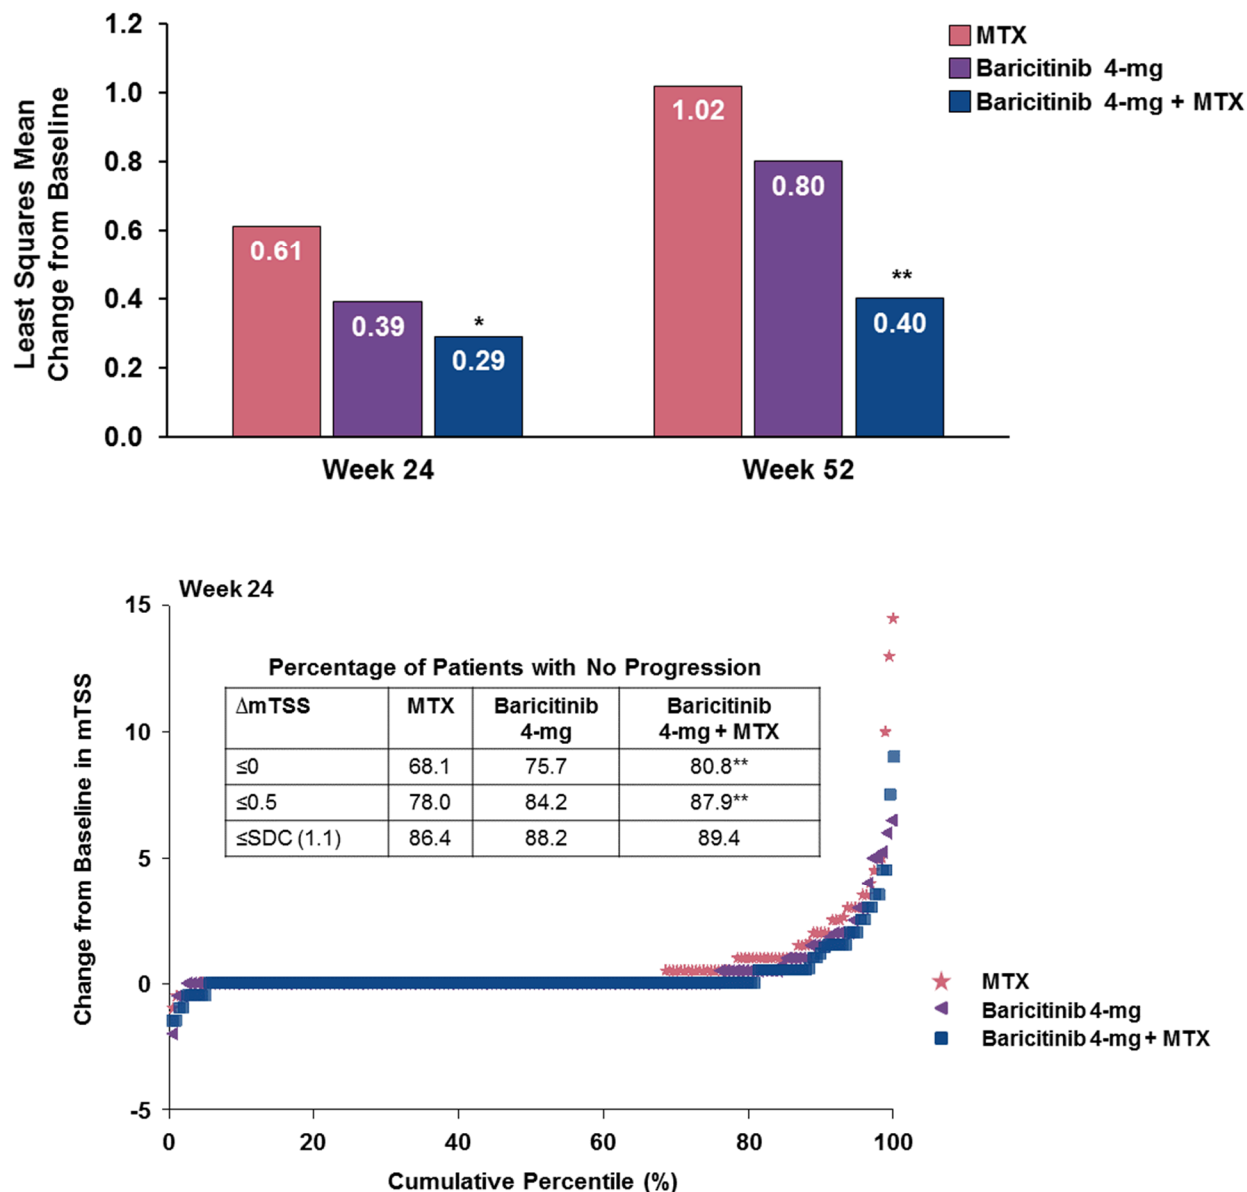 1.2
1.0
0.8
0.6
0.4
0.2
0.0
Least Squares Mean
Change from Baseline
MTX
Baricitinib 4-mg
Baricitinib 4-mg + MTX
0.61
0.39
*
0.29
1.02
0.80
**
0.40
Week 24
Week 52
Week 24
15
10
5
0
-5
Change from Baseline in mTSS
Percentage of Patients with No Progression
ΔmTSS MTX Baricitinib Baricitinib
4-mg 4-mg + MTX
≤0 68.1 75.7 80.8**
≤0.5 78.0 84.2 87.9**
≤SDC (1.1) 86.4 88.2 89.4
MTX
Baricitinib 4-mg
Baricitinib 4-mg + MTX
0 20 40 60 80 100
Cumulative Percentile (%)